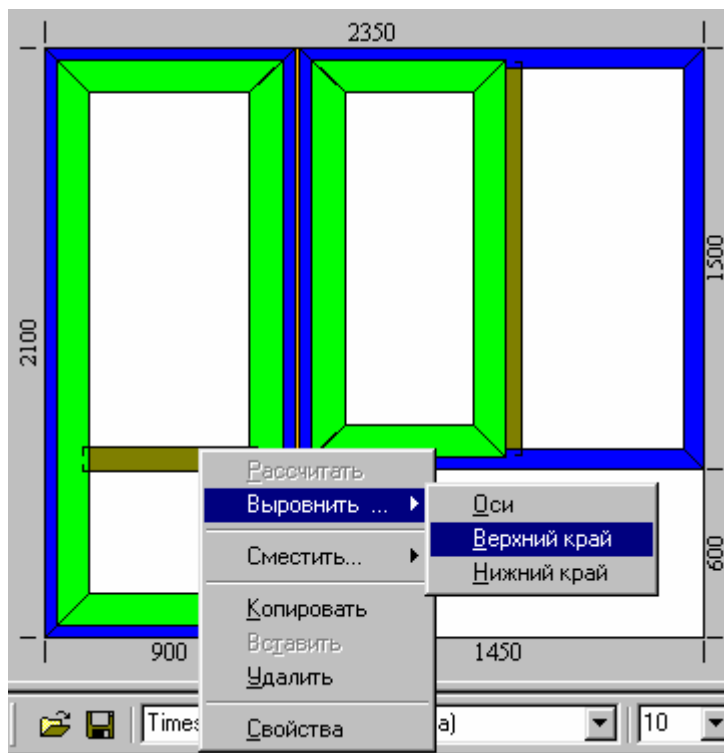 2350
1500
2100
Рассчитать
Выровнить ...
Оси
Сместить...
Верхний край
600
Нижний край
Копировать
900
Вставить
1450
Удалить
Times
а)
10
Свойства